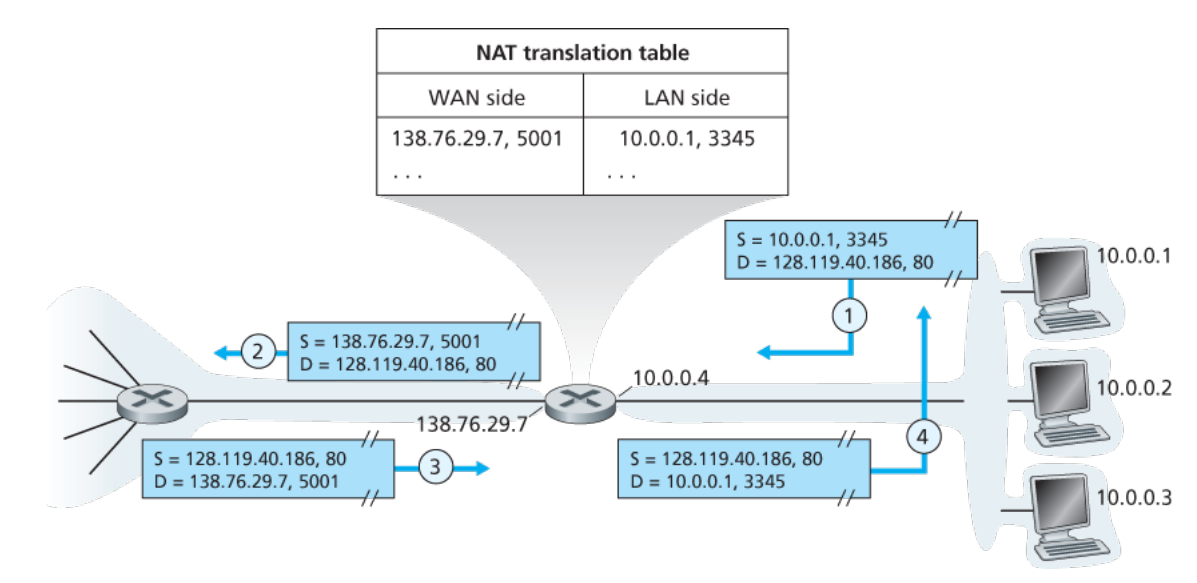 NAT translation table
WAN side
LAN side
138.76.29.7, 5001
10.0.0.1, 3345
. . .
. . .
S = 10.0.0.1, 3345
D = 128.119.40.186, 80
10.0.0.1
1
S = 138.76.29.7, 5001
D = 128.119.40.186, 80
2
10.0.0.4
10.0.0.2
138.76.29.7
4
S = 128.119.40.186, 80
D = 138.76.29.7, 5001
3
S = 128.119.40.186, 80
D = 10.0.0.1, 3345
10.0.0.3